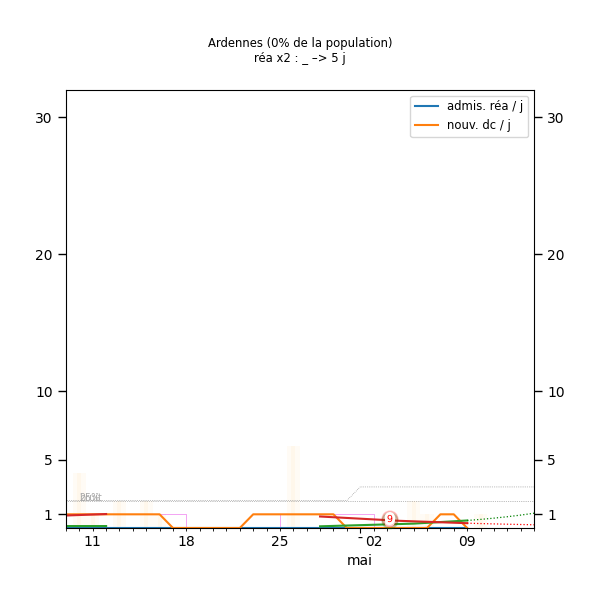 Ardennes (0% de la population)
réa x2 : _ –> 5 j
admis. réa / j
nouv. dc / j
30 30
20 20
10 10
5 5
1 1
9
11 18 25 - 02 09
mai